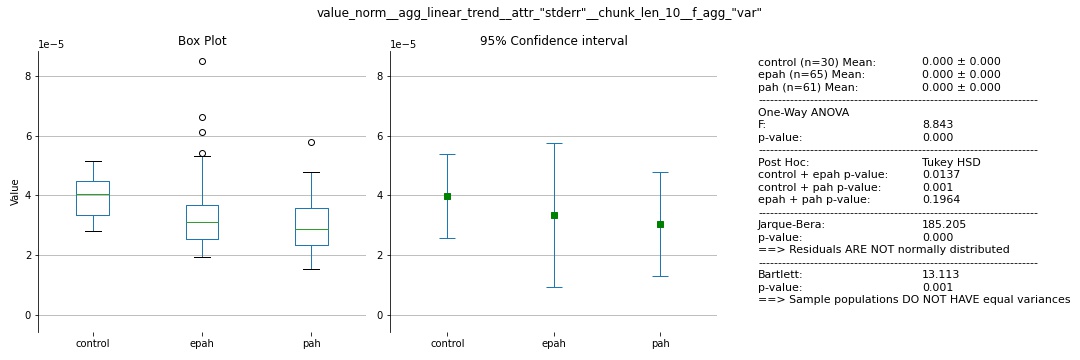 value_norm__agg_linear_trend__attr_"stderr"__chunk_len_10__f_agg_"var"
Box Plot
1e−5
Value
8
6
4
2
0
control
epah
pah
95% Confidence interval
1e−5
8
6
4
2
0
control
epah
pah
control (n=30) Mean: 0.000 ± 0.000
epah (n=65) Mean: 0.000 ± 0.000
pah (n=61) Mean: 0.000 ± 0.000
One-Way ANOVA
F: 8.843
p-value: 0.000
Post Hoc: Tukey HSD
control + epah p-value: 0.0137
control + pah p-value: 0.001
epah + pah p-value: 0.1964
Jarque-Bera: 185.205
p-value: 0.000
==> Residuals ARE NOT normally distributed
Bartlett: 13.113
p-value: 0.001
==> Sample populations DO NOT HAVE equal variances